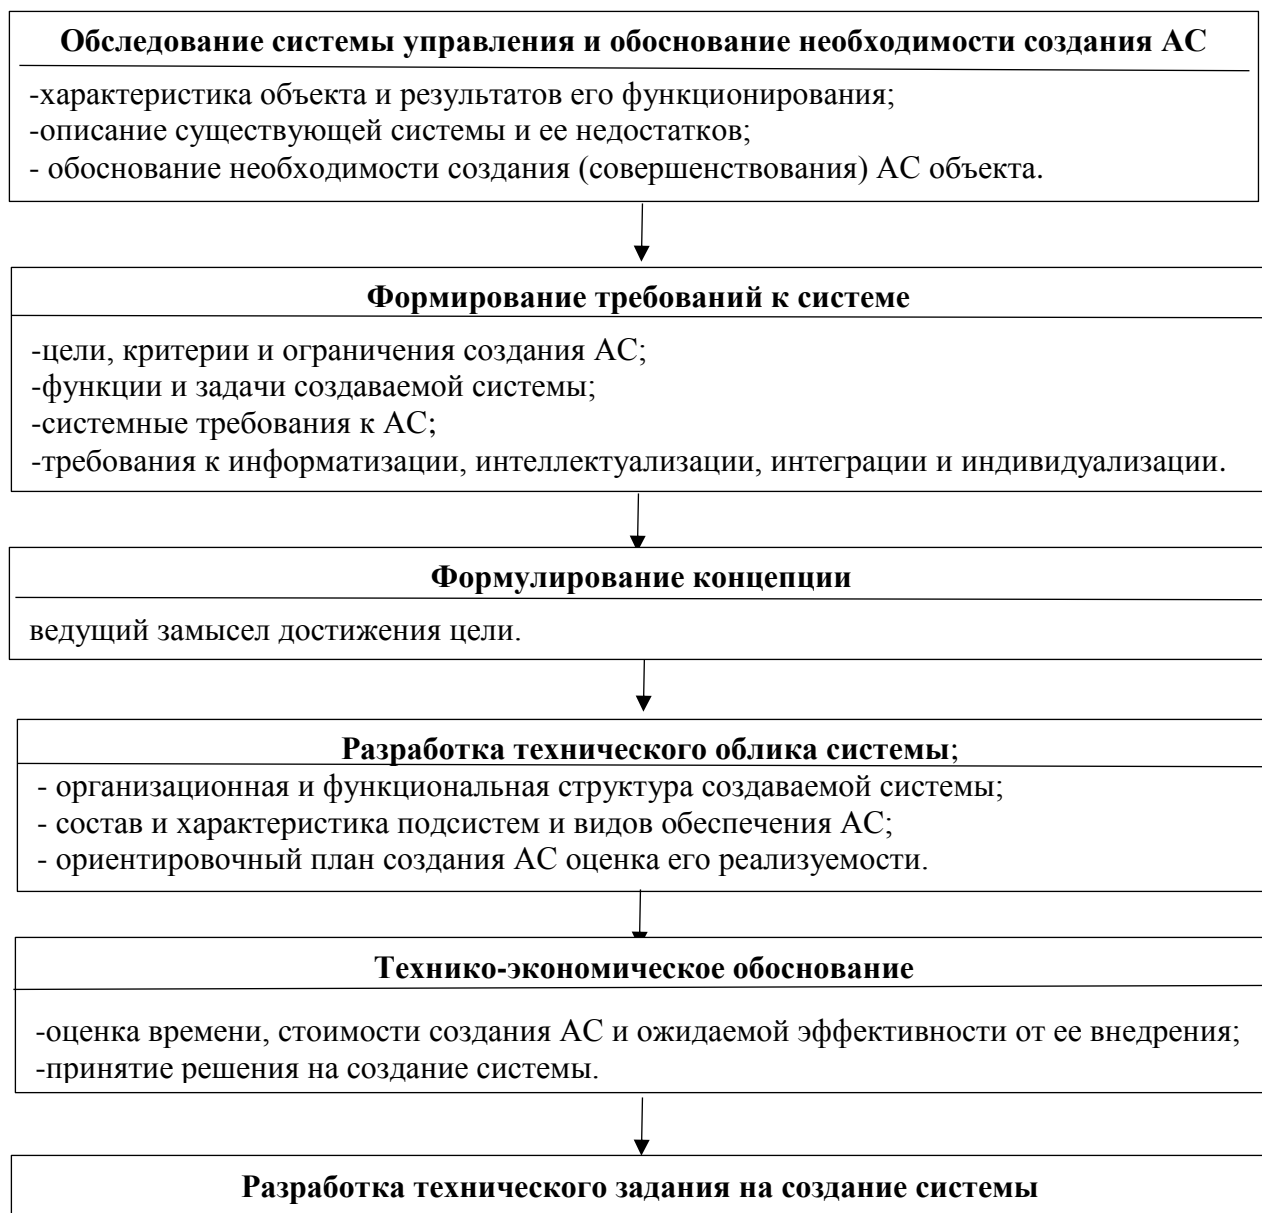 Обследование системы управления и обоснование необходимости создания АС
-характеристика объекта и результатов его функционирования;
-описание существующей системы и ее недостатков;
- обоснование необходимости создания (совершенствования) АС объекта.
Формирование требований к системе
-цели, критерии и ограничения создания АС;
-функции и задачи создаваемой системы;
-системные требования к АС;
-требования к информатизации, интеллектуализации, интеграции и индивидуализации.
Формулирование концепции
ведущий замысел достижения цели.
Разработка технического облика системы;
- организационная и функциональная структура создаваемой системы;
- состав и характеристика подсистем и видов обеспечения АС;
- ориентировочный план создания АС оценка его реализуемости.
Технико-экономическое обоснование
-оценка времени, стоимости создания АС и ожидаемой эффективности от ее внедрения;
-принятие решения на создание системы.
Разработка технического задания на создание системы